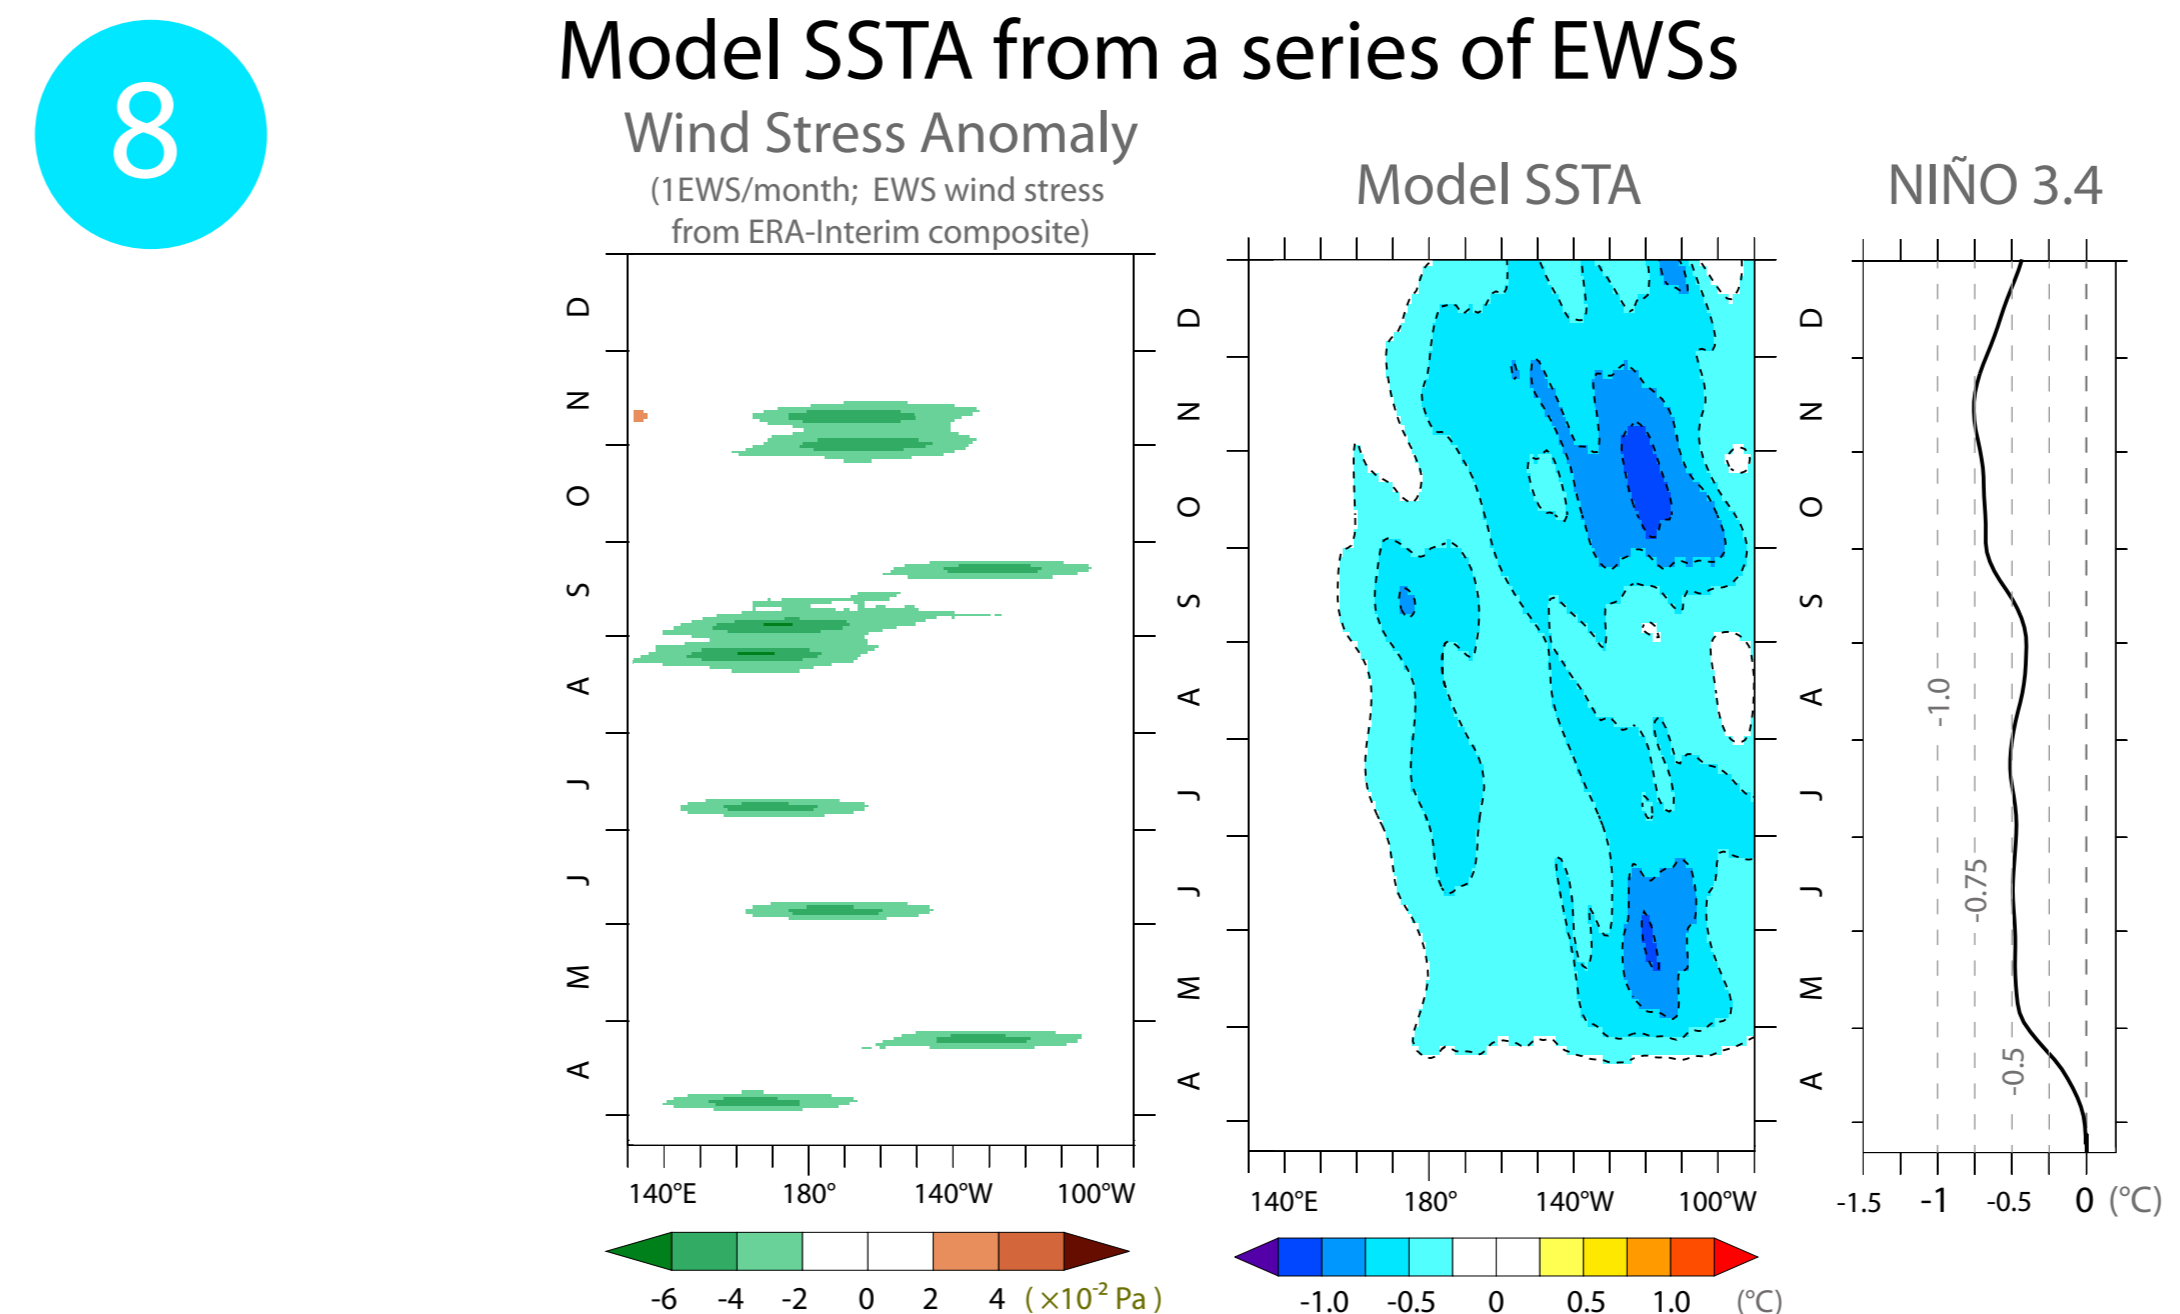 8
Model SSTA from a series of EWSs
Wind Stress Anomaly
(1EWS/month; EWS wind stress
from ERA-Interim composite)
Model SSTA
NIÑO 3.4
D
N
O
S
A
J
J
M
A
140°E 180° 140°W 100°W
-6 -4 -2 0 2 4 (×10⁻² Pa)
D
N
O
S
A
J
J
M
A
140°E 180° 140°W 100°W
-1.0 -0.5 0 0.5 1.0 (°C)
D
N
O
S
A
J
J
M
A
-1.0
-0.75
-0.5
-1.5 -1 -0.5 0 (°C)